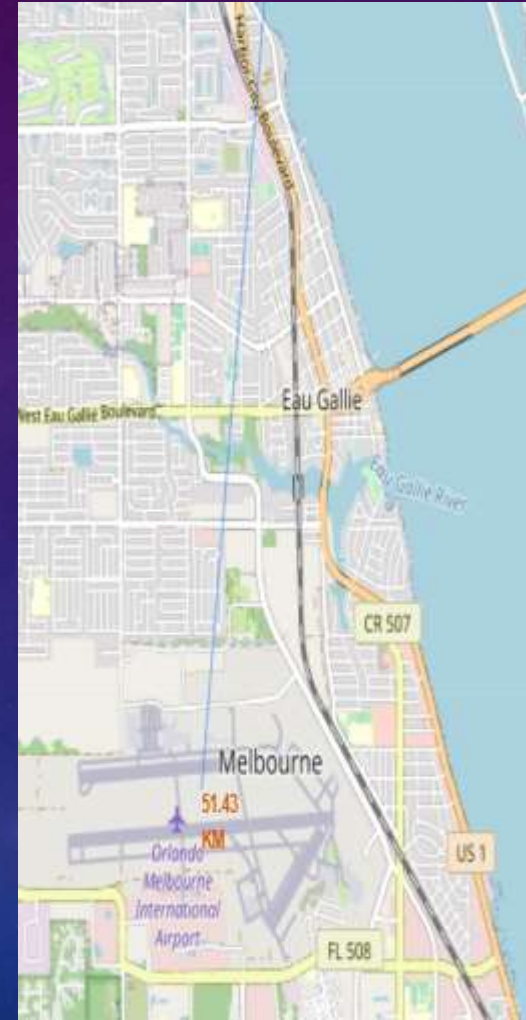 Harbor City Boulevard
Eau Gallie
West Eau Gallie Boulevard
Eau Gallie River
CR 507
Melbourne
51.43
KM
Orlando
Melbourne
International
Airport
US 1
FL 508